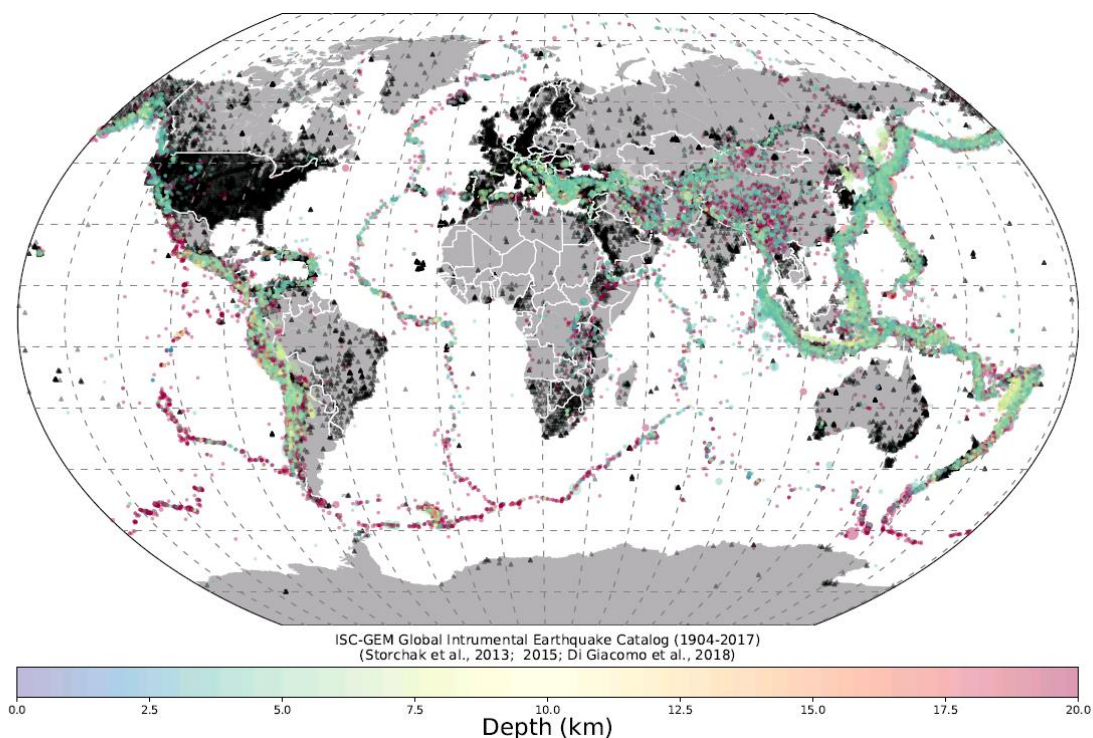 ISC-GEM Global Intrumental Earthquake Catalog (1904-2017)
(Storchak et al., 2013;  2015; Di Giacomo et al., 2018)
0.0 2.5 5.0 7.5 10.0 12.5 15.0 17.5 20.0
Depth (km)